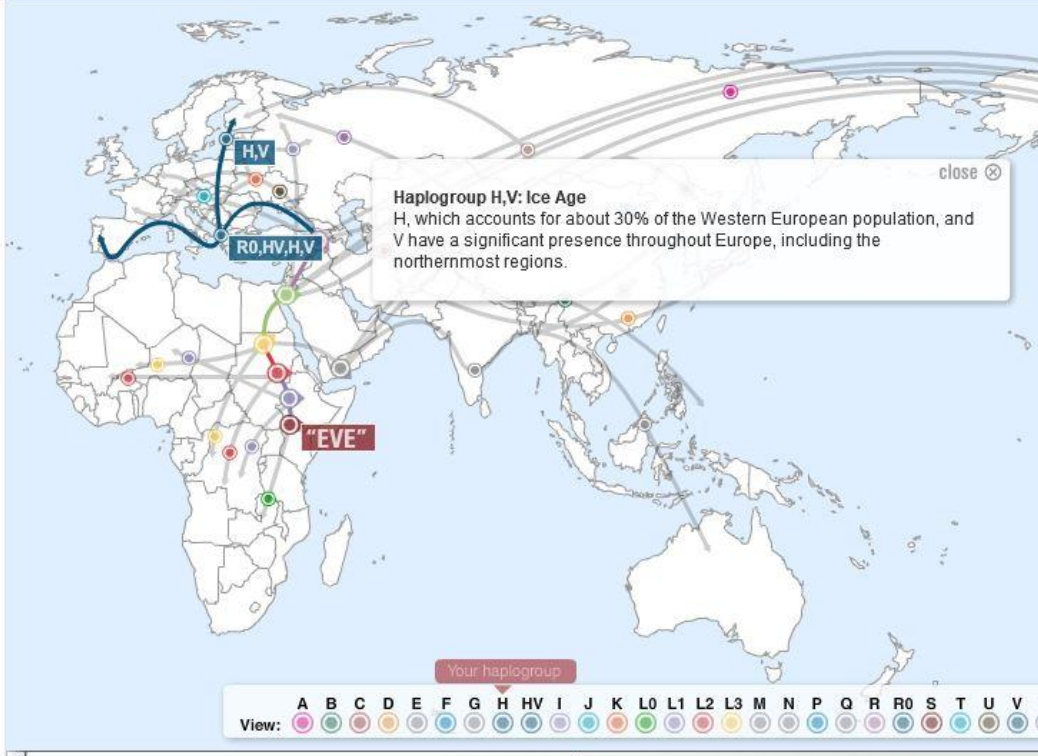 H,V
close
Haplogroup H,V: Ice Age
H, which accounts for about 30% of the Western European population, and
V have a significant presence throughout Europe, including the
northernmost regions.
R0,HV,H,V
"EVE"
Your haplogroup
A B C D E F G H HV I J K L0 L1 L2 L3 M N P Q R R0 S T U V
View: